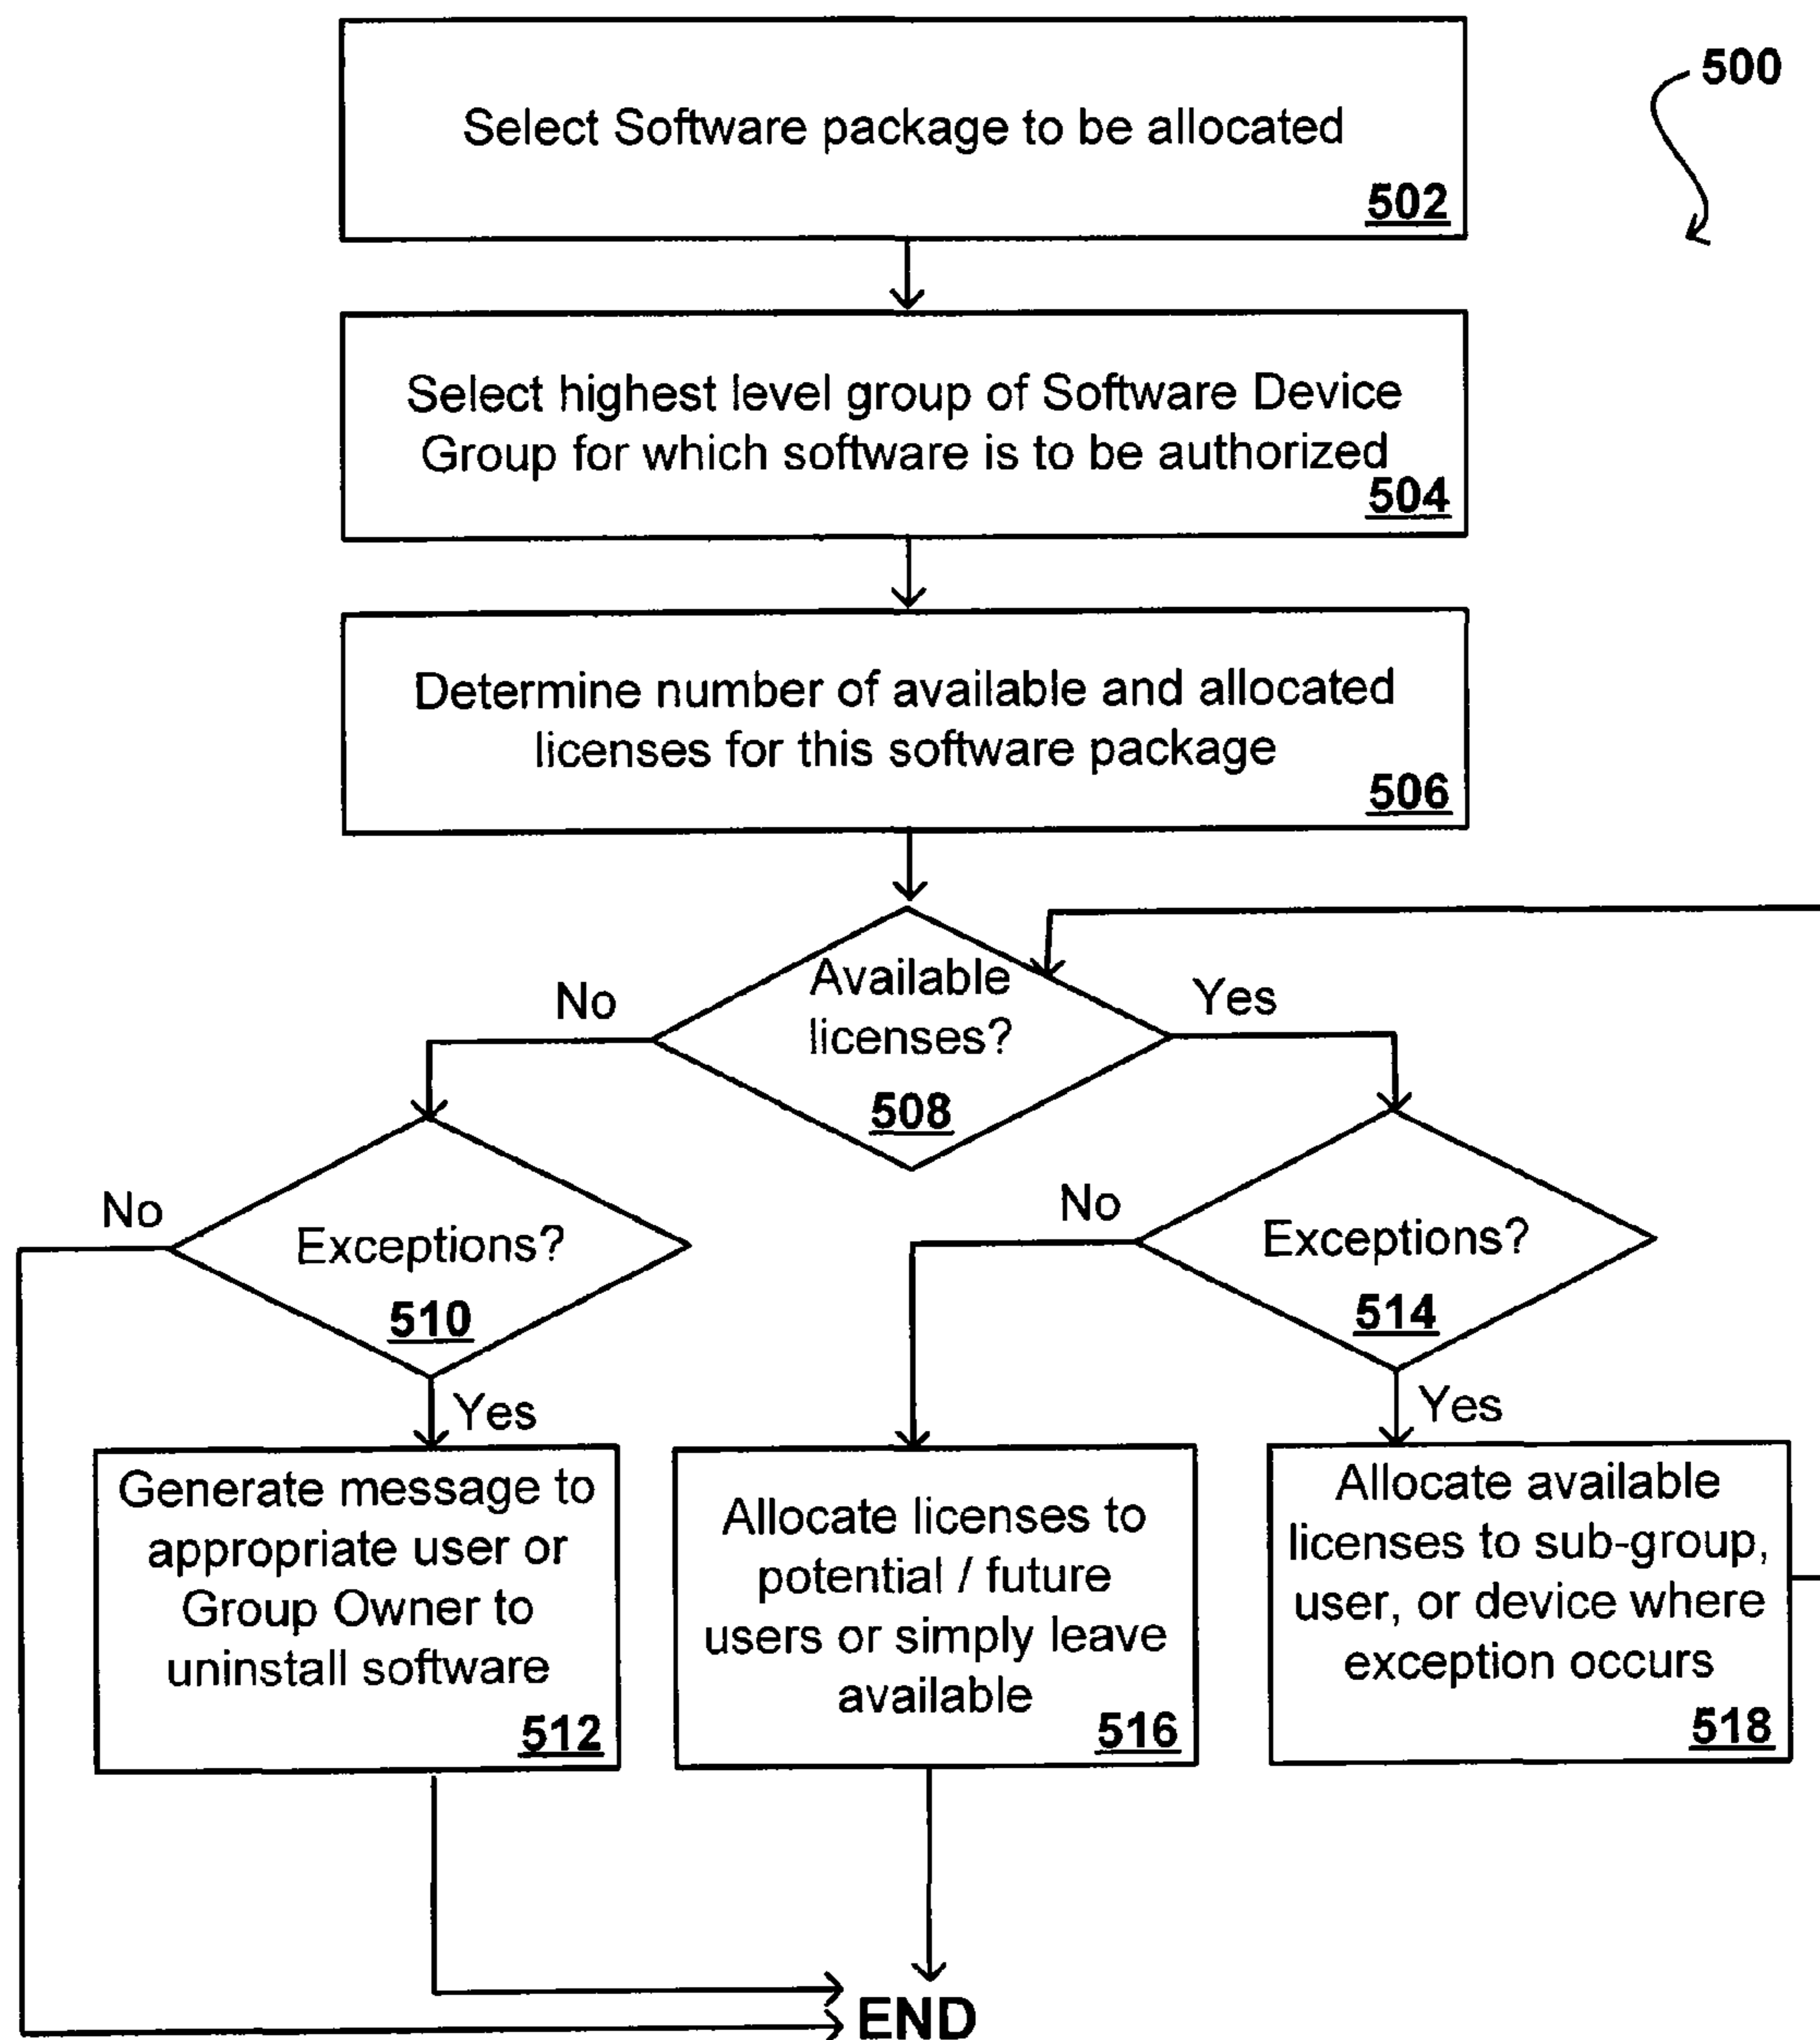 500
Select Software package to be allocated
502
Select highest level group of Software Device
Group for which software is to be authorized
504
Determine number of available and allocated
licenses for this software package
506
Available
licenses?
508
No
Yes
Exceptions?
510
No
Yes
Exceptions?
514
No
Yes
Generate message to
appropriate user or
Group Owner to
uninstall software
512
Allocate licenses to
potential / future
users or simply leave
available
516
Allocate available
licenses to sub-group,
user, or device where
exception occurs
518
END